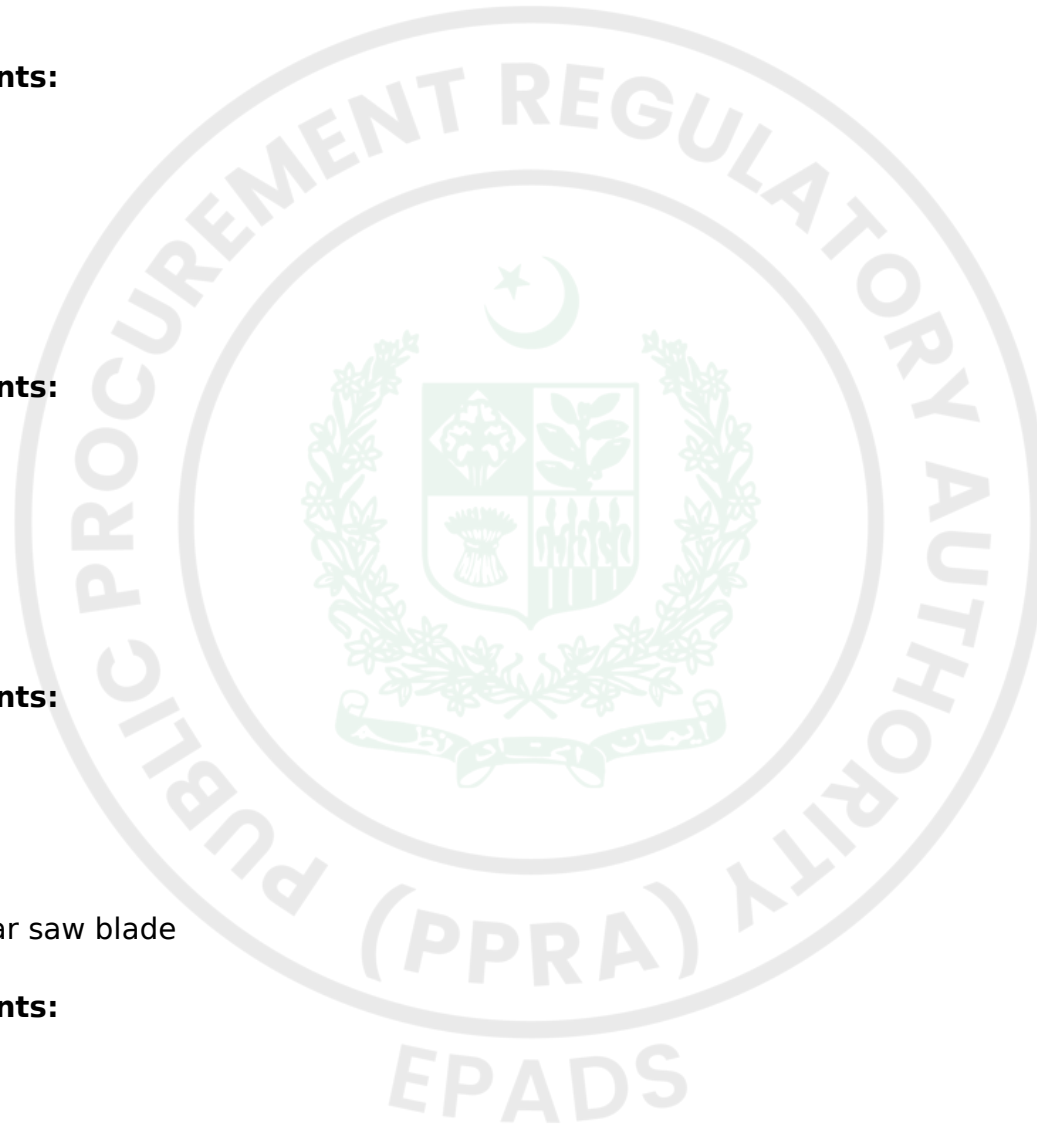 nts:
nts:
nts:
ar saw blade
nts:
PUBLIC PROCUREMENT REGULATORY AUTHORITY
(PPRA)
EPADS